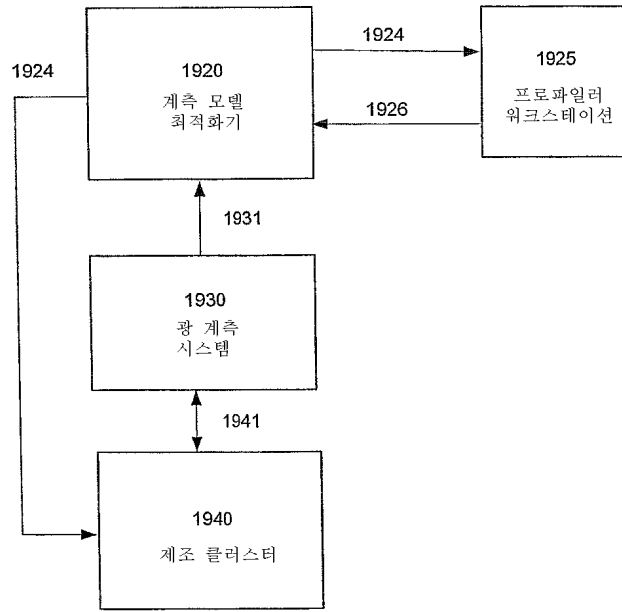 1924
1920
계측 모델
최적화기
1924
1926
1925
프로파일러
워크스테이션
1931
1930
광 계측
시스템
1941
1940
제조 클러스터